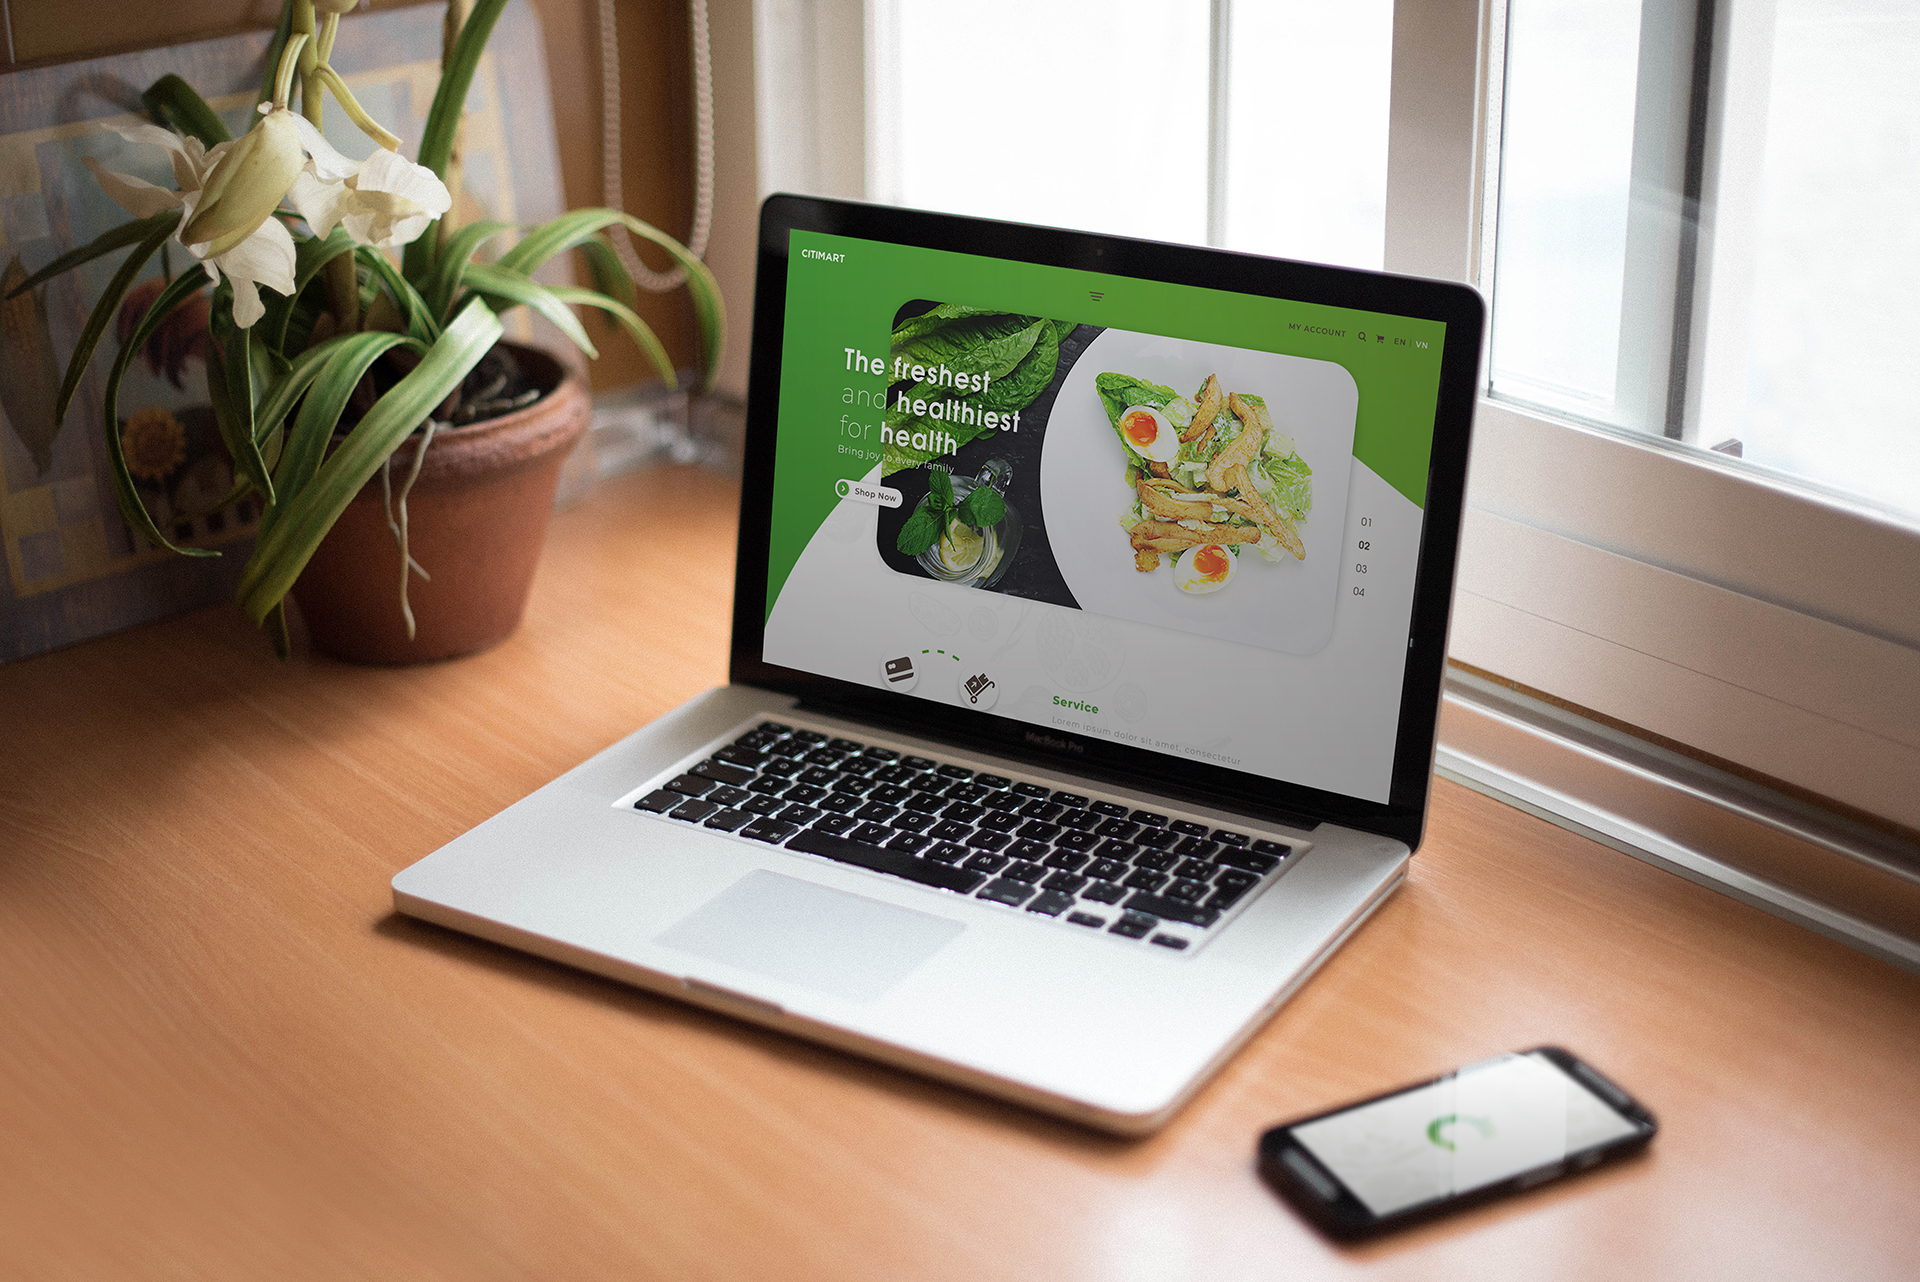 CITIMART
MY ACCOUNT EN | VN
The freshest
and healthiest
for health
Bring joy to every family
Shop Now
01
02
03
04
Service
Lorem ipsum dolor sit amet, consectetur
MacBook Pro